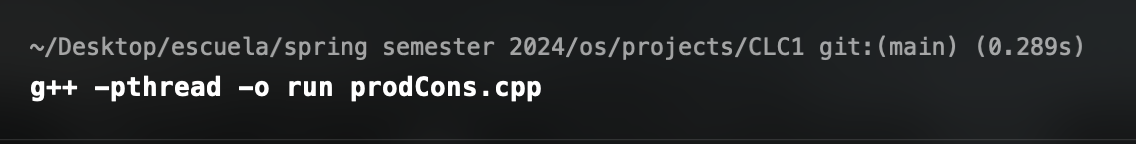 ~/Desktop/escuela/spring semester 2024/os/projects/CLC1 git:(main) (0.289s)
g++ -pthread -o run prodCons.cpp